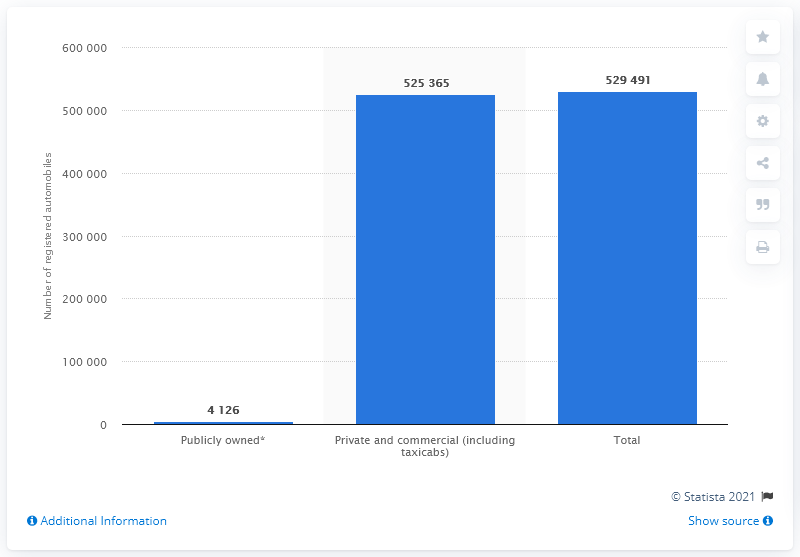 600 000
500 000
400 000
300 000
200 000
100 000
0
Number of registered automobiles
4 126
525 365
529 491
Publicly owned*
Private and commercial (including
taxicabs)
Total
© Statista 2021
Additional Information
Show source